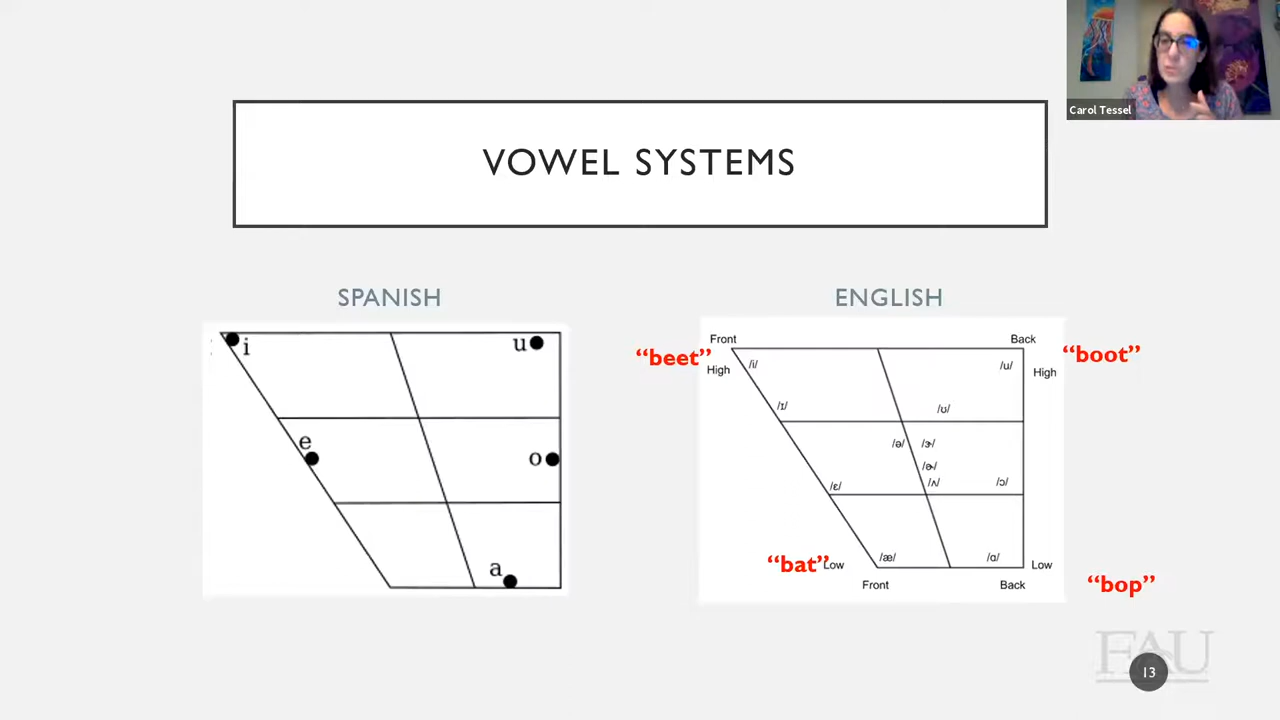 Carol Tessel
VOWEL SYSTEMS
SPANISH
i
u
e
o
a
ENGLISH
Front
Back
“beet”
“boot”
High
/i/
/u/
High
/ɪ/
/ʊ/
/ə/
/ɝ/
/ɚ/
/ʌ/
/ɛ/
/ɔ/
“bat”
Low
/æ/
/ɑ/
Low
Front
Back
“bop”
FAU
13